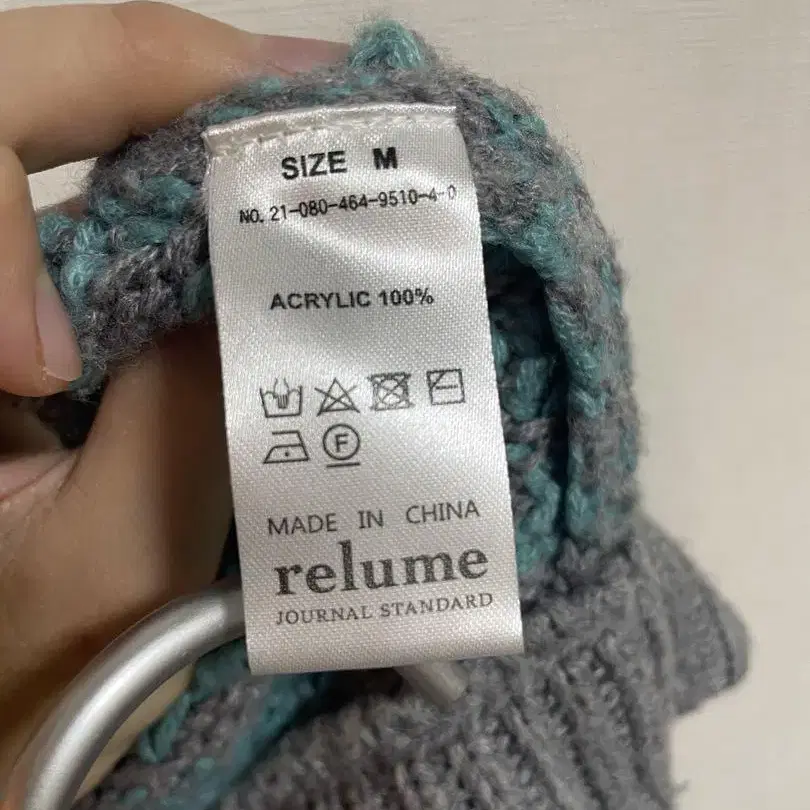 SIZE M
NO. 21-080-464-9510-4-0
ACRYLIC 100%
F
MADE IN CHINA
relume
JOURNAL STANDARD